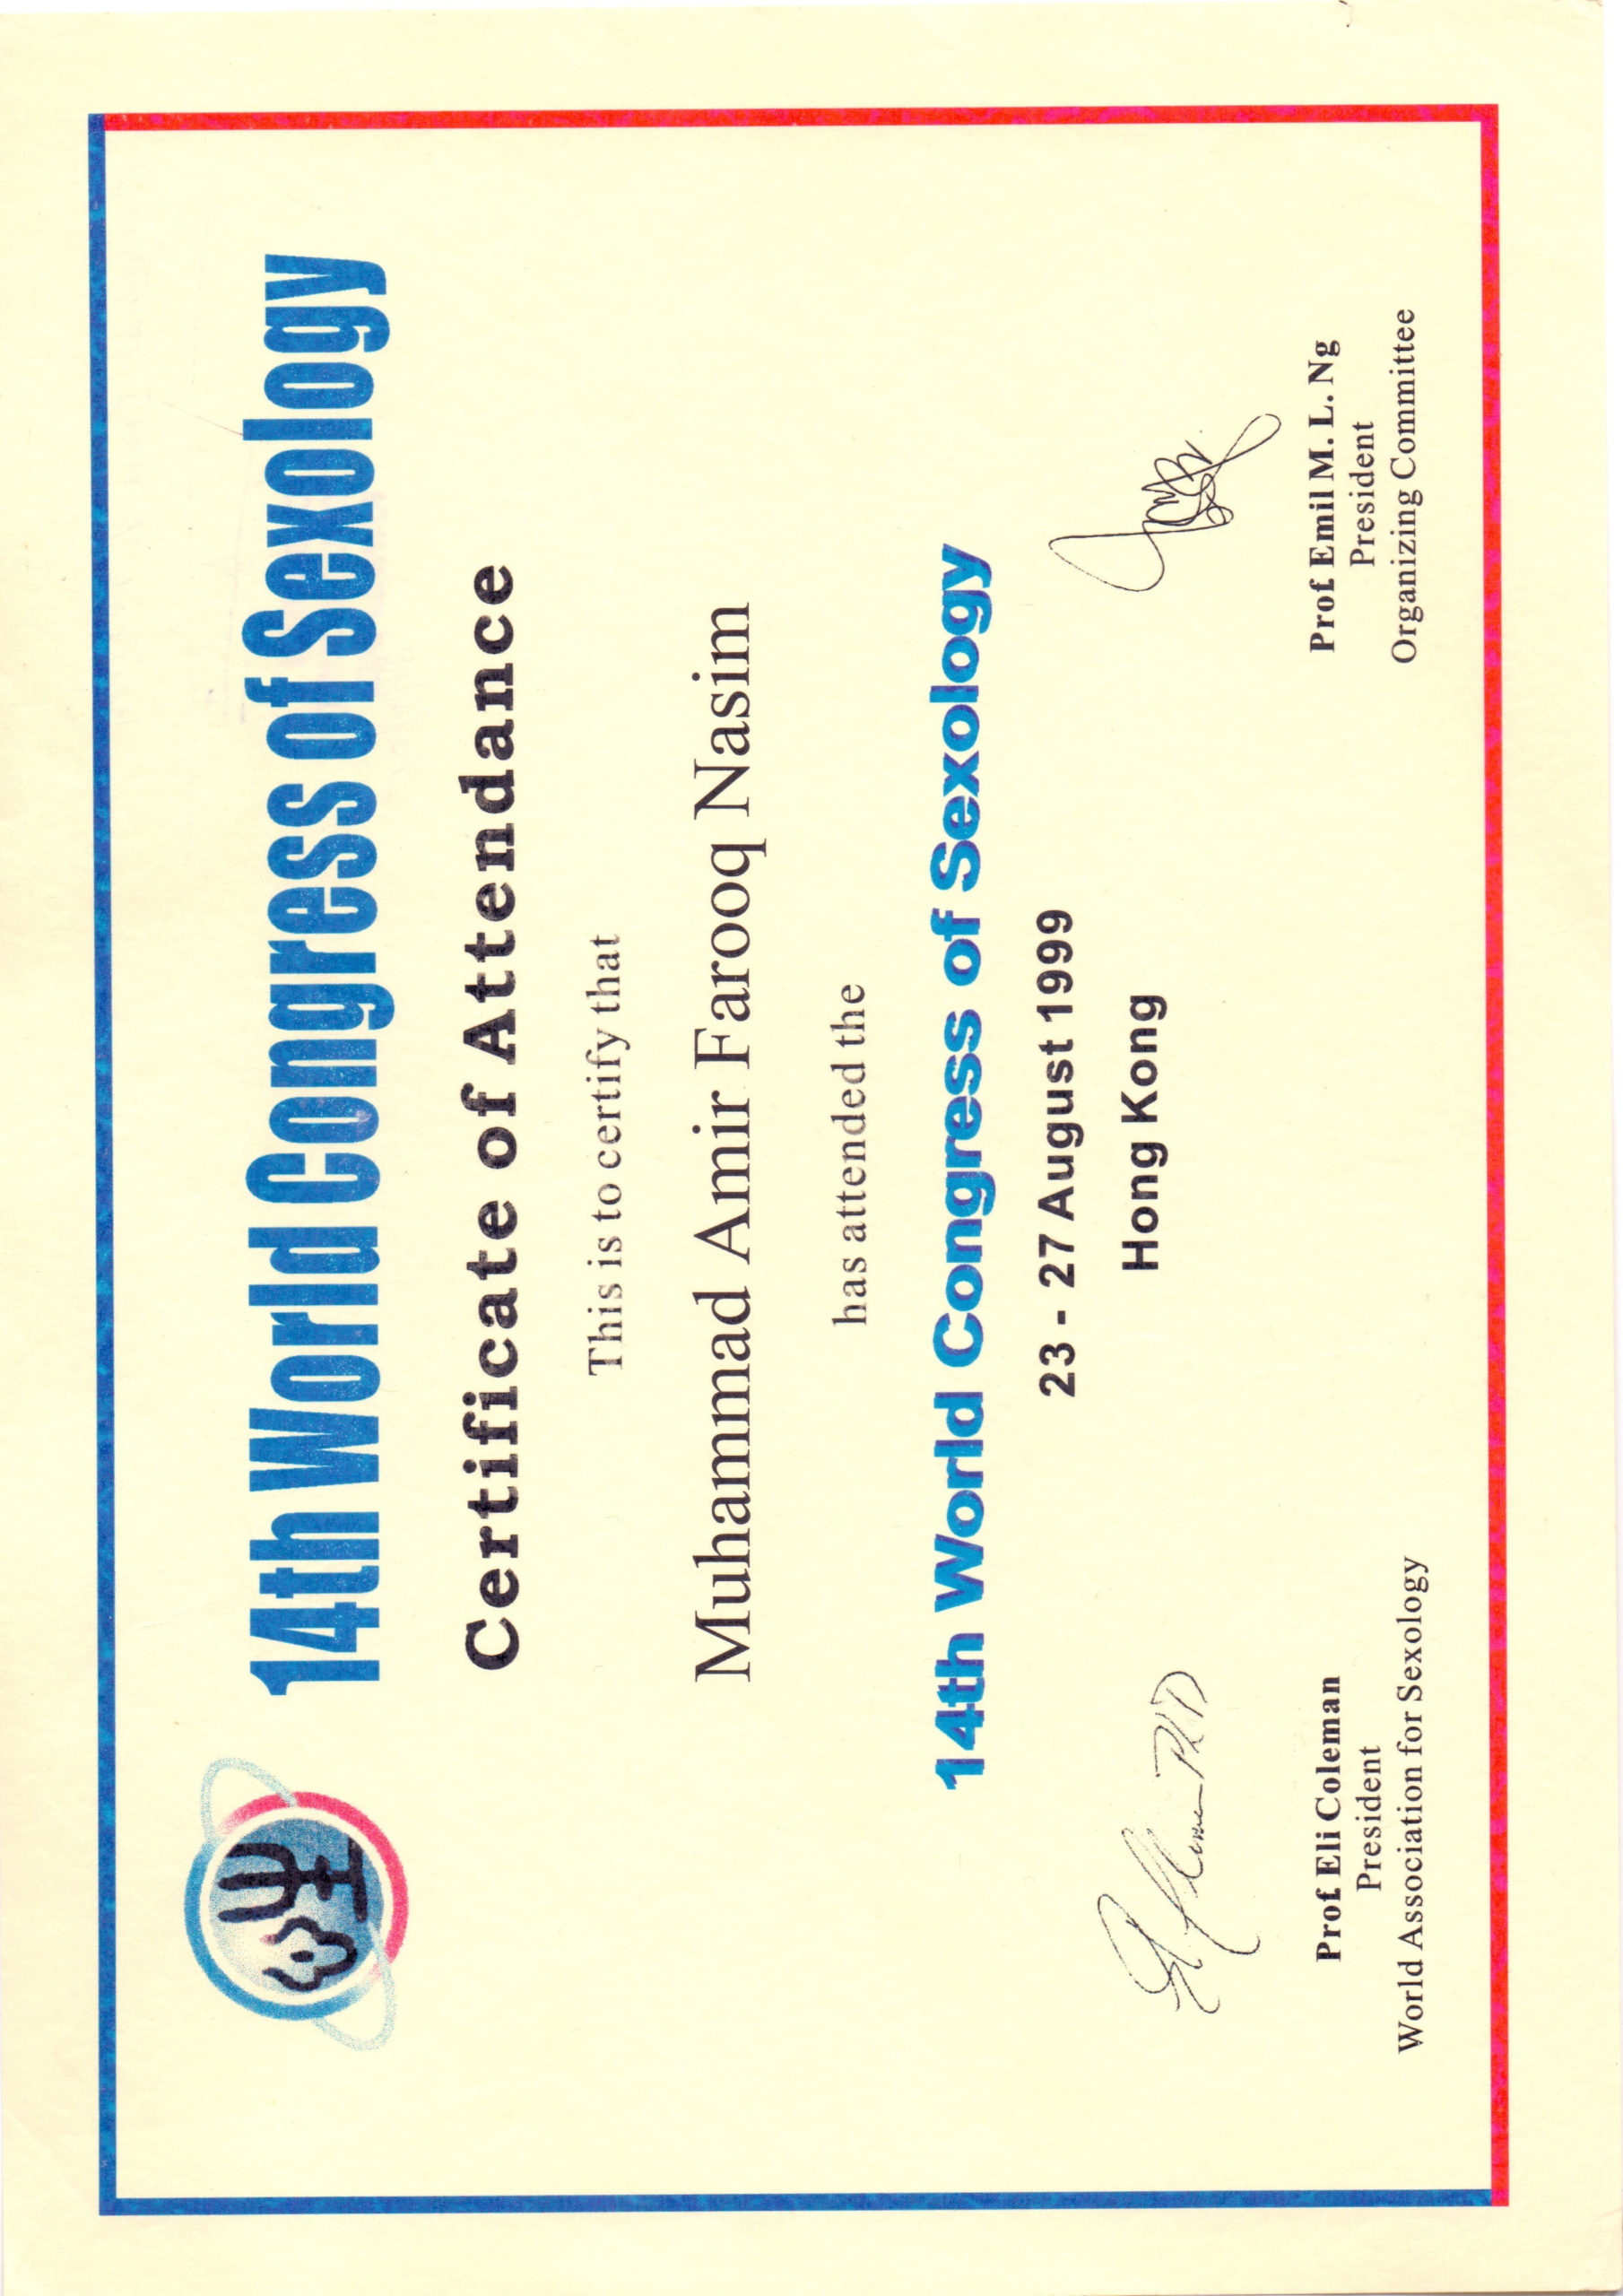 14th World Congress of Sexology
Certificate of Attendance
This is to certify that
Muhammad Amir Farooq Nasim
has attended the
14th World Congress of Sexology
23 - 27 August 1999
Hong Kong
Prof. Eli Coleman
President
World Association for Sexology
Prof. Emil M. L. Ng
President
Organizing Committee